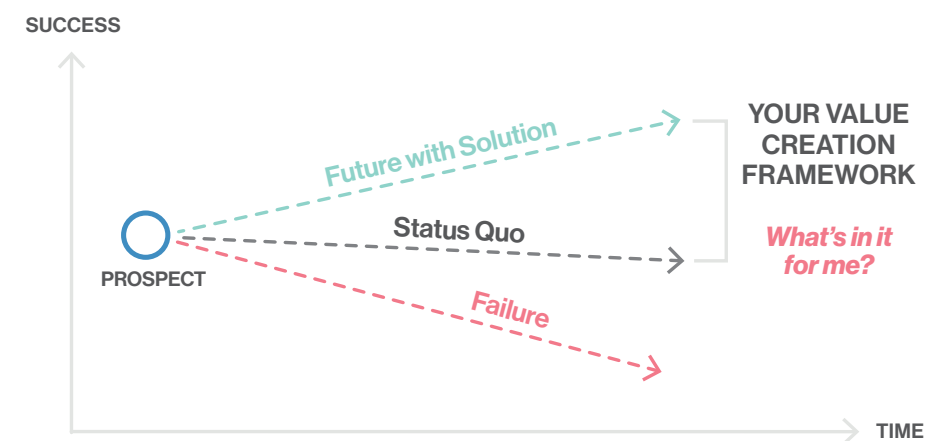 SUCCESS
Future with Solution
YOUR VALUE
CREATION
FRAMEWORK
Status Quo
What's in it
for me?
PROSPECT
Failure
TIME